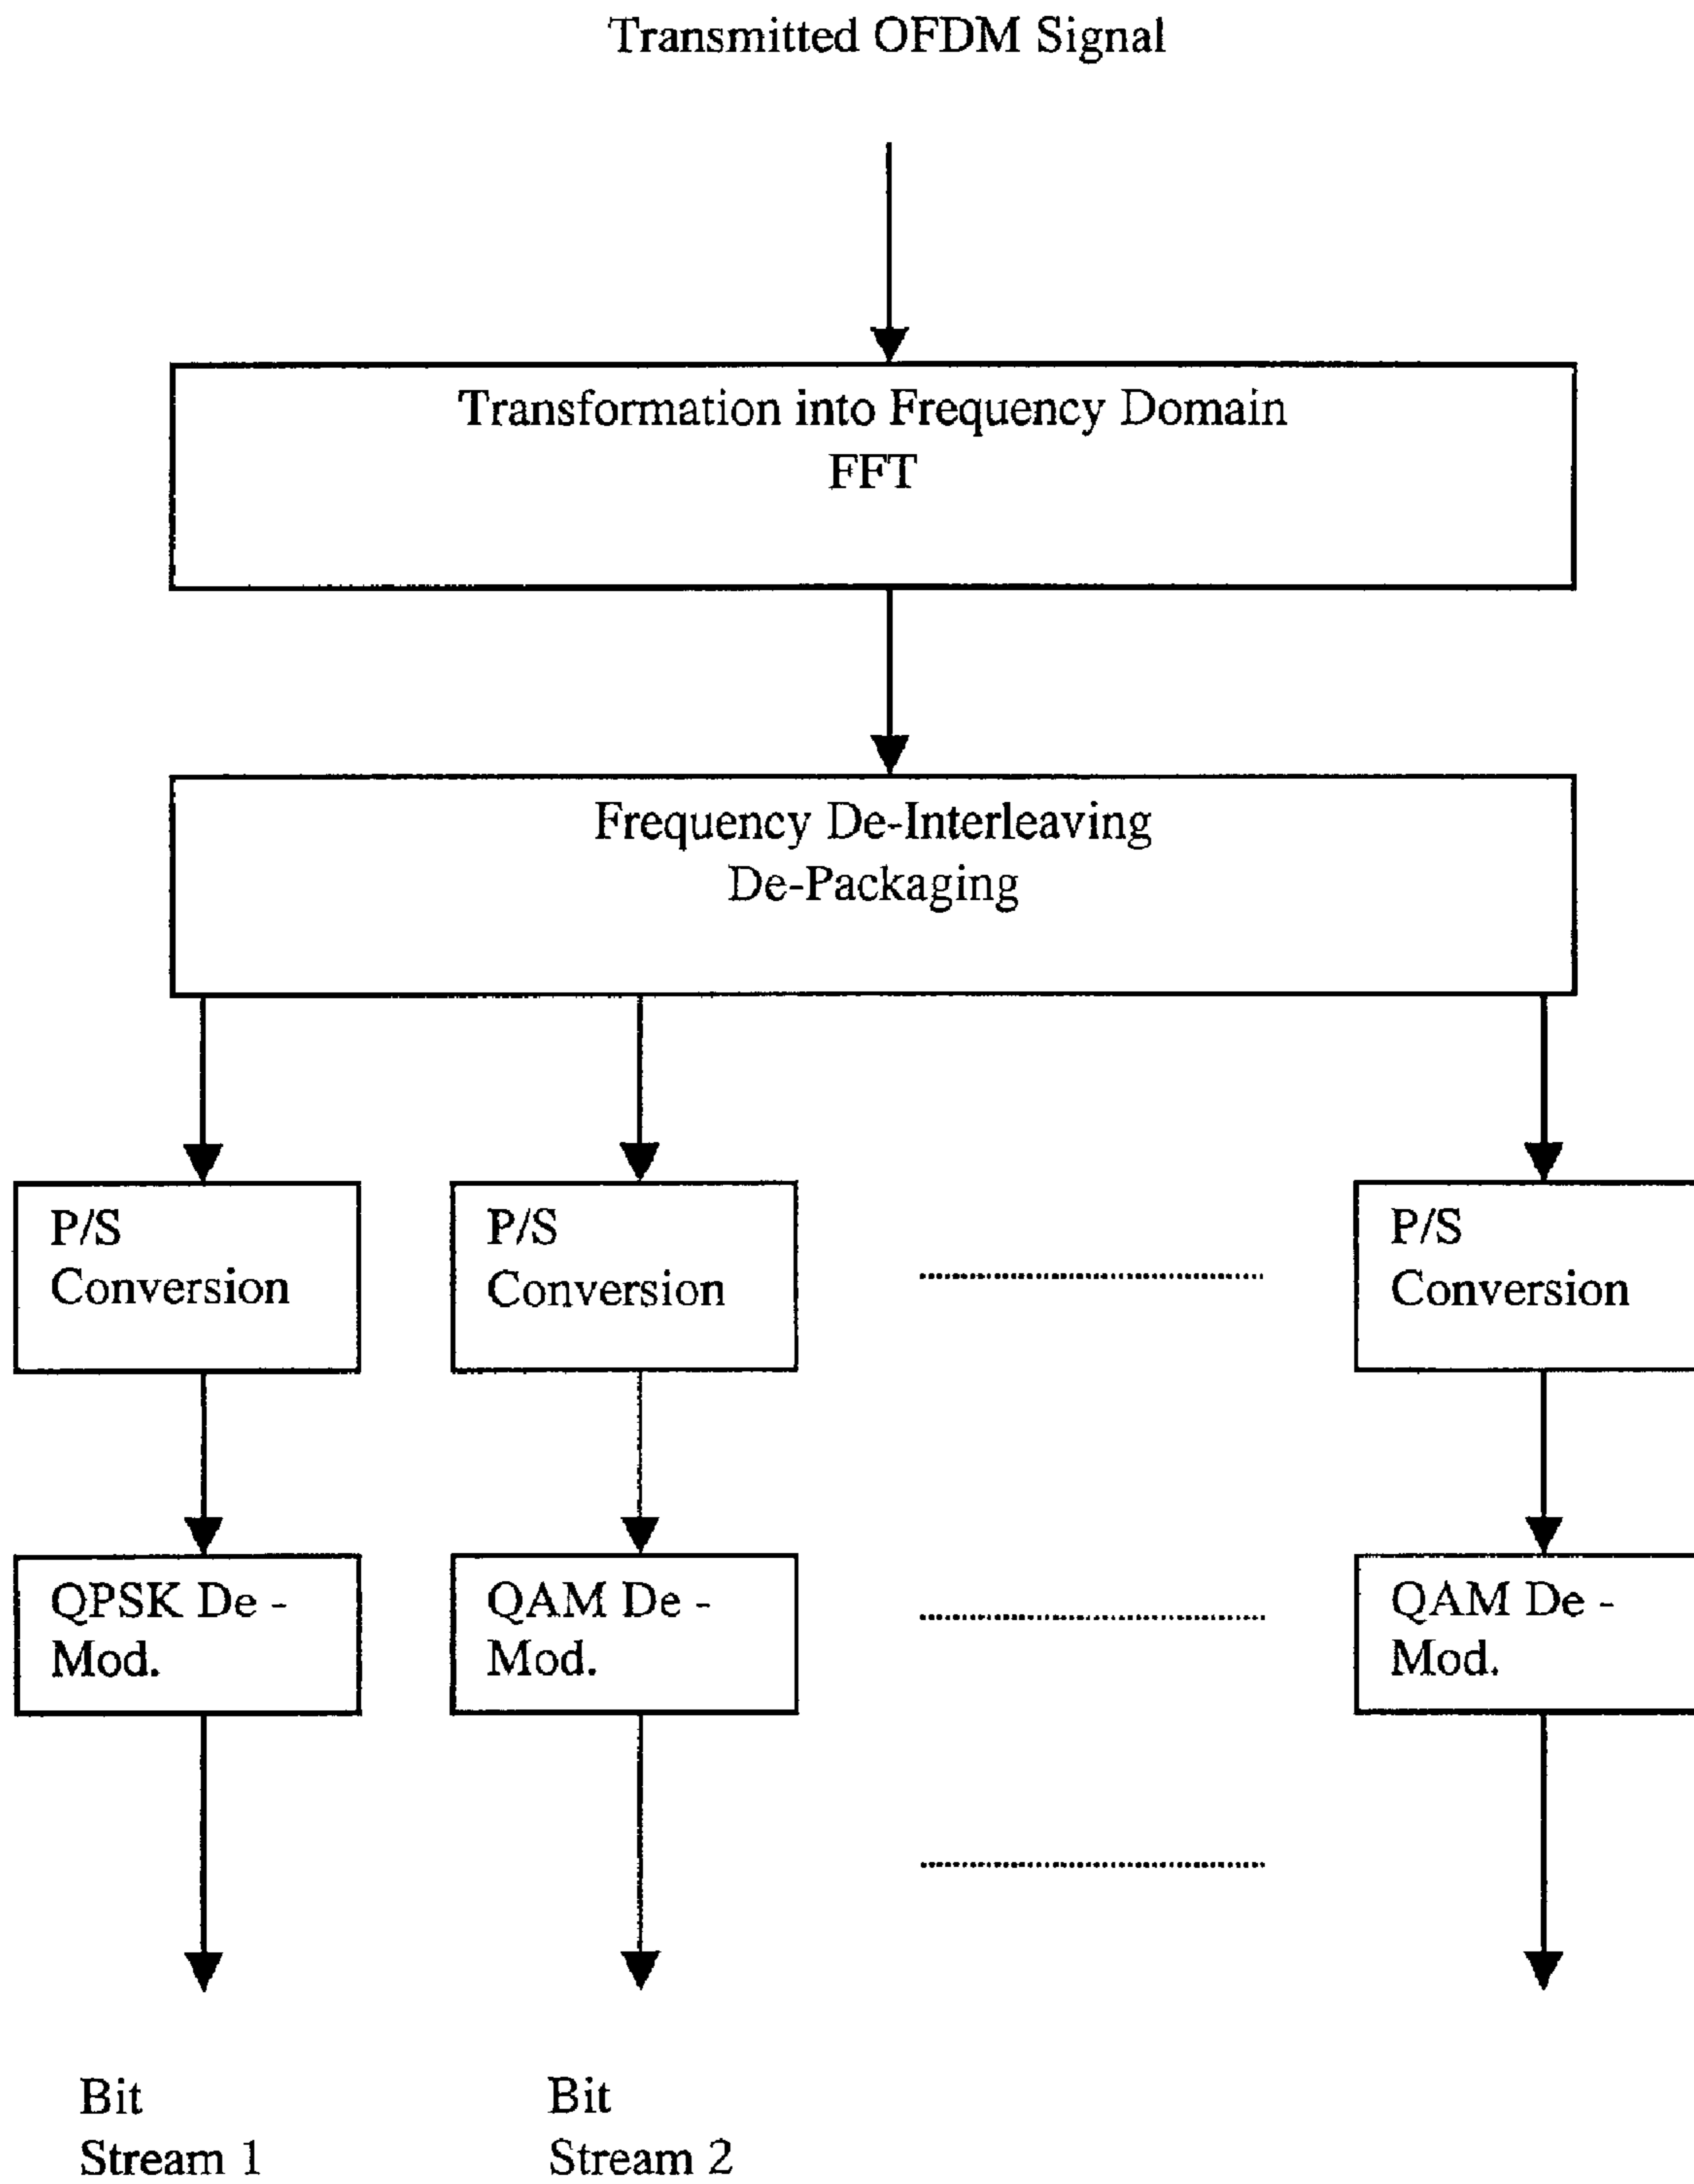 Transmitted OFDM Signal
Transformation into Frequency Domain
FFT
Frequency De-Interleaving
De-Packaging
P/S
Conversion
P/S
Conversion
P/S
Conversion
QPSK De -
Mod.
QAM De -
Mod.
QAM De -
Mod.
Bit
Stream 1
Bit
Stream 2